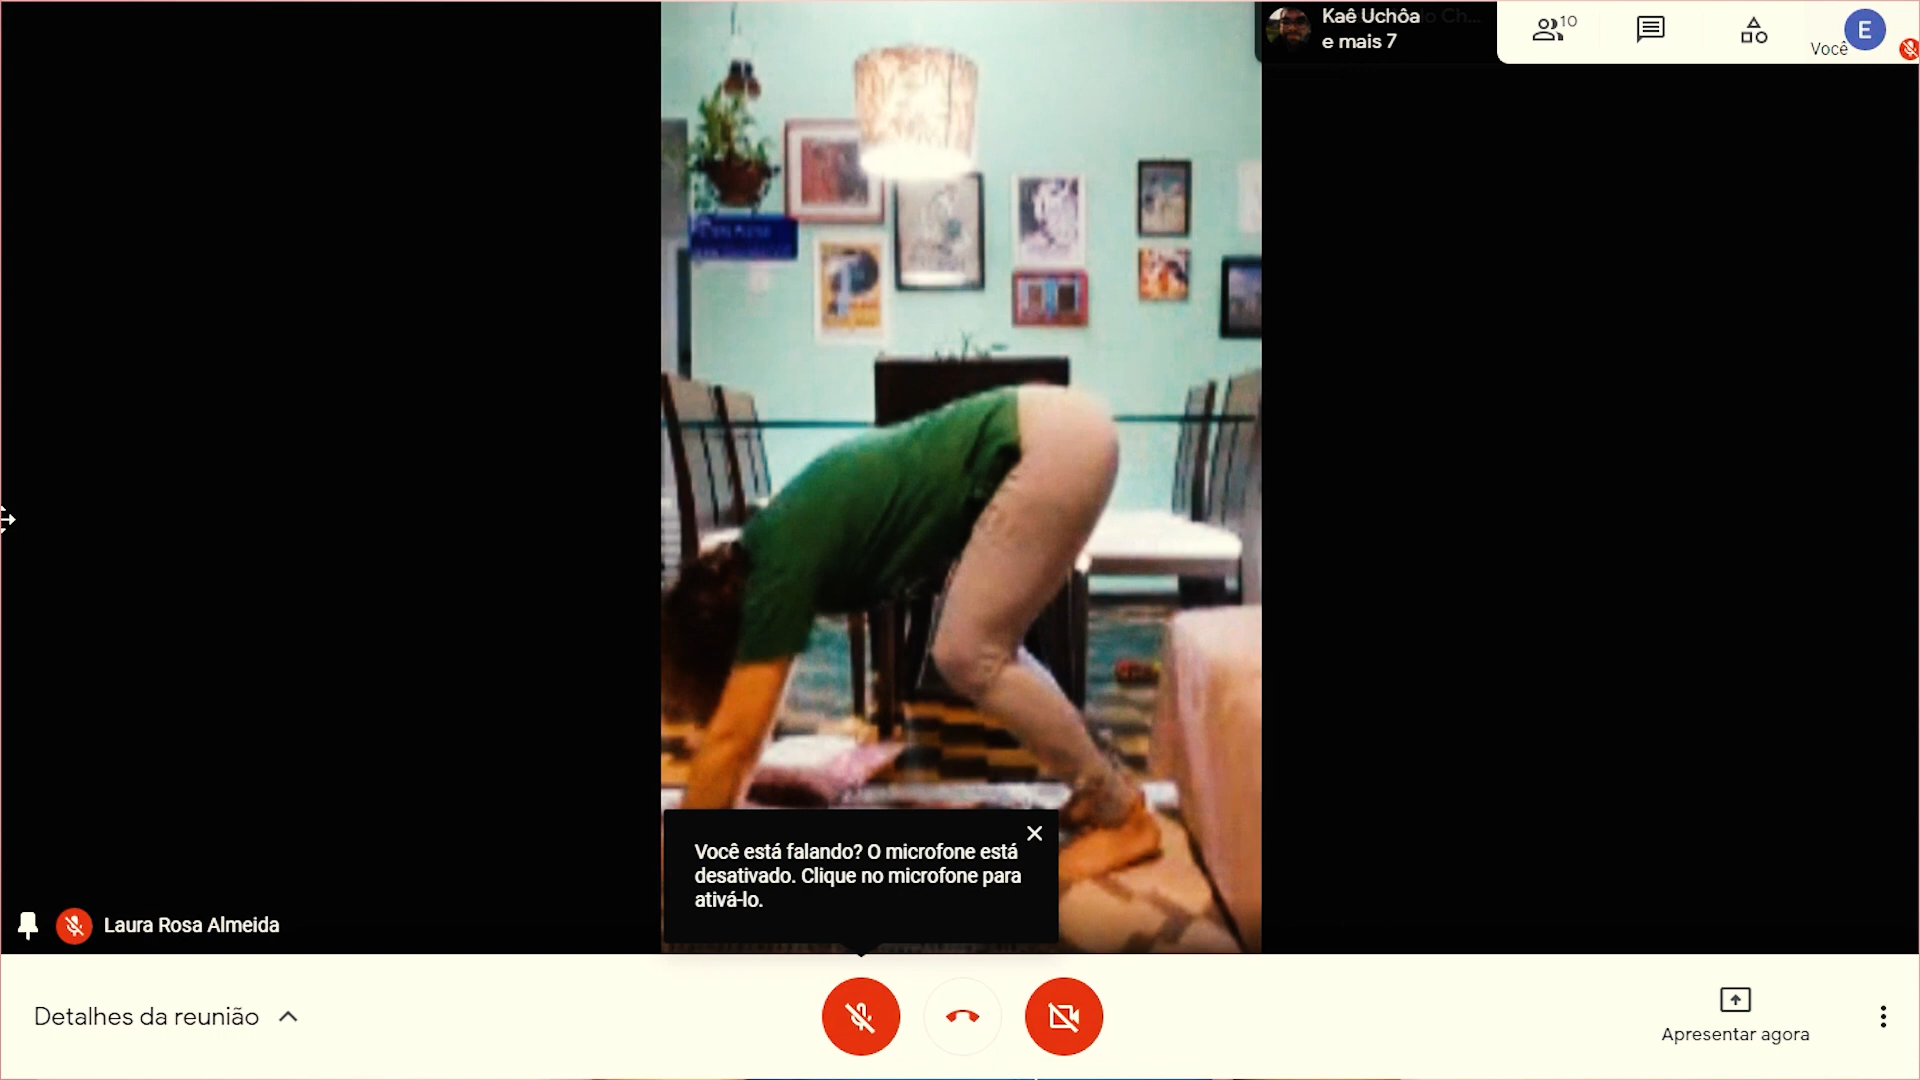 Kaê Uchôa
e mais 7
10
Você
E
Você está falando? O microfone está
desativado. Clique no microfone para
ativá-lo.
Laura Rosa Almeida
Detalhes da reunião
Apresentar agora